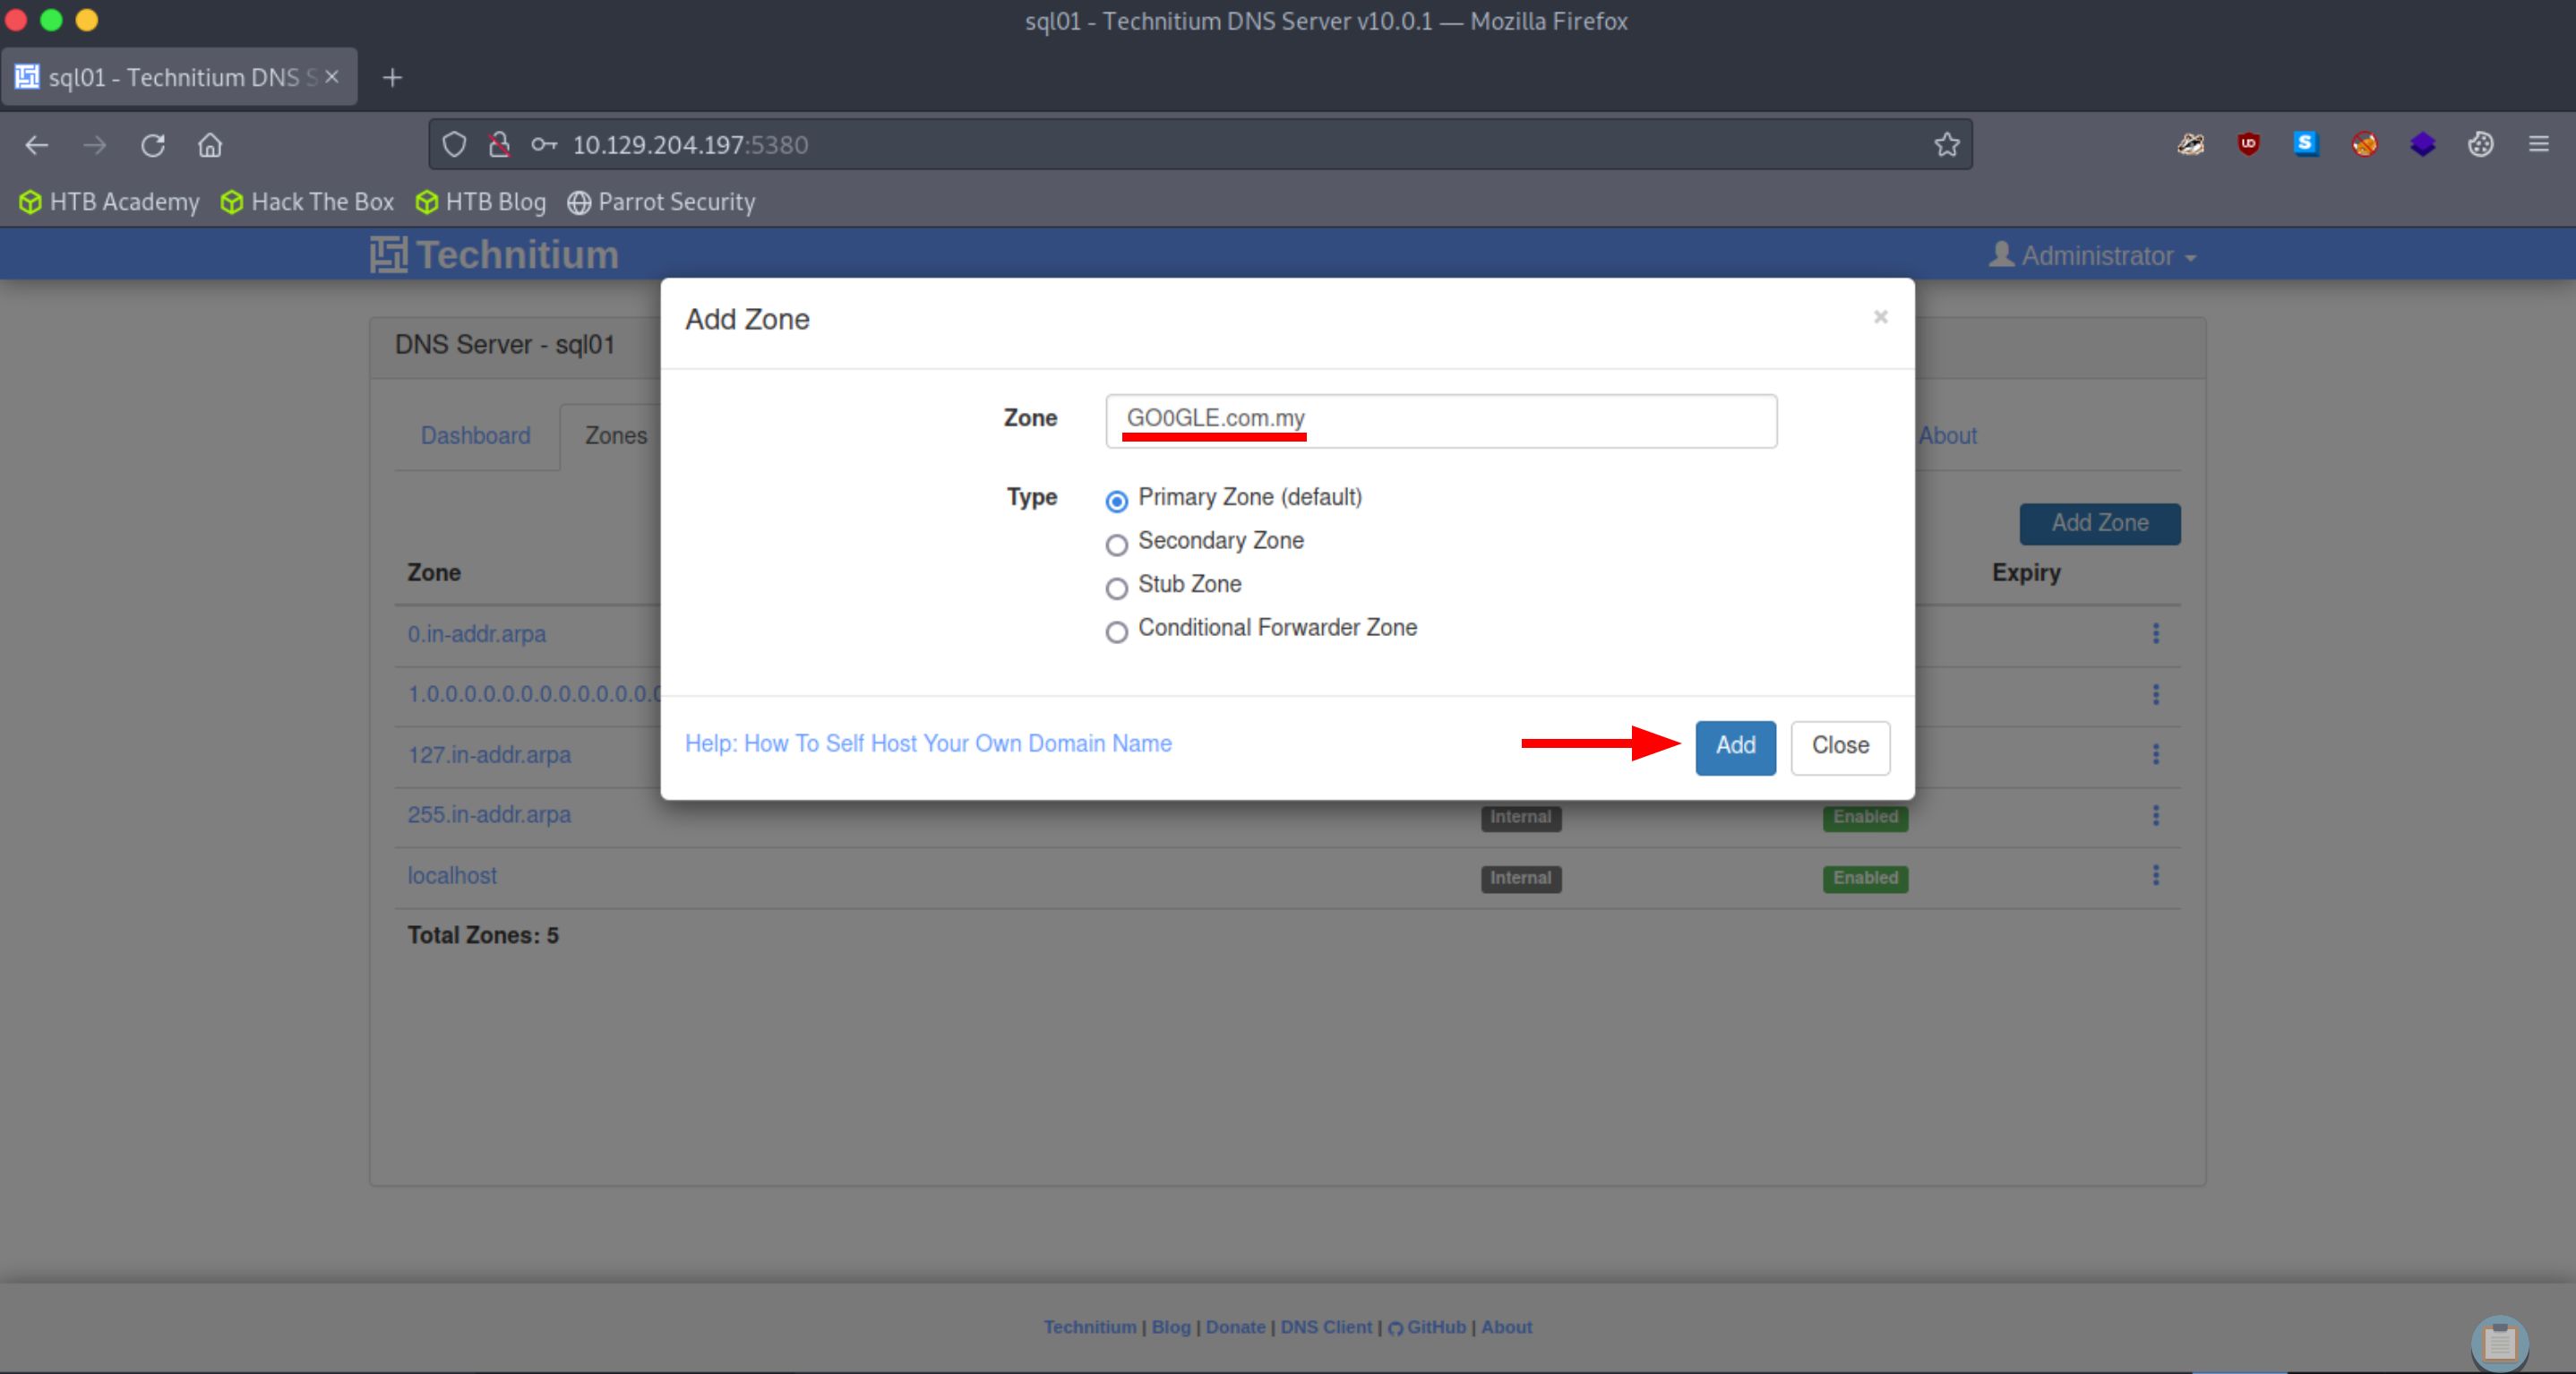 sql01 - Technitium DNS Server v10.0.1 — Mozilla Firefox
sql01 - Technitium DNS S
10.129.204.197:5380
HTB Academy Hack The Box HTB Blog Parrot Security
Technitium Administrator
Add Zone
DNS Server - sql01
Zone GO0GLE.com.my
Dashboard Zones About
Type Primary Zone (default)
Add Zone
Secondary Zone
Zone Expiry
Stub Zone
Conditional Forwarder Zone
0.in-addr.arpa
1.0.0.0.0.0.0.0.0.0.0.0.0.0
Help: How To Self Host Your Own Domain Name Add Close
127.in-addr.arpa
255.in-addr.arpa Internal Enabled
localhost Internal Enabled
Total Zones: 5
Technitium | Blog | Donate | DNS Client | GitHub | About